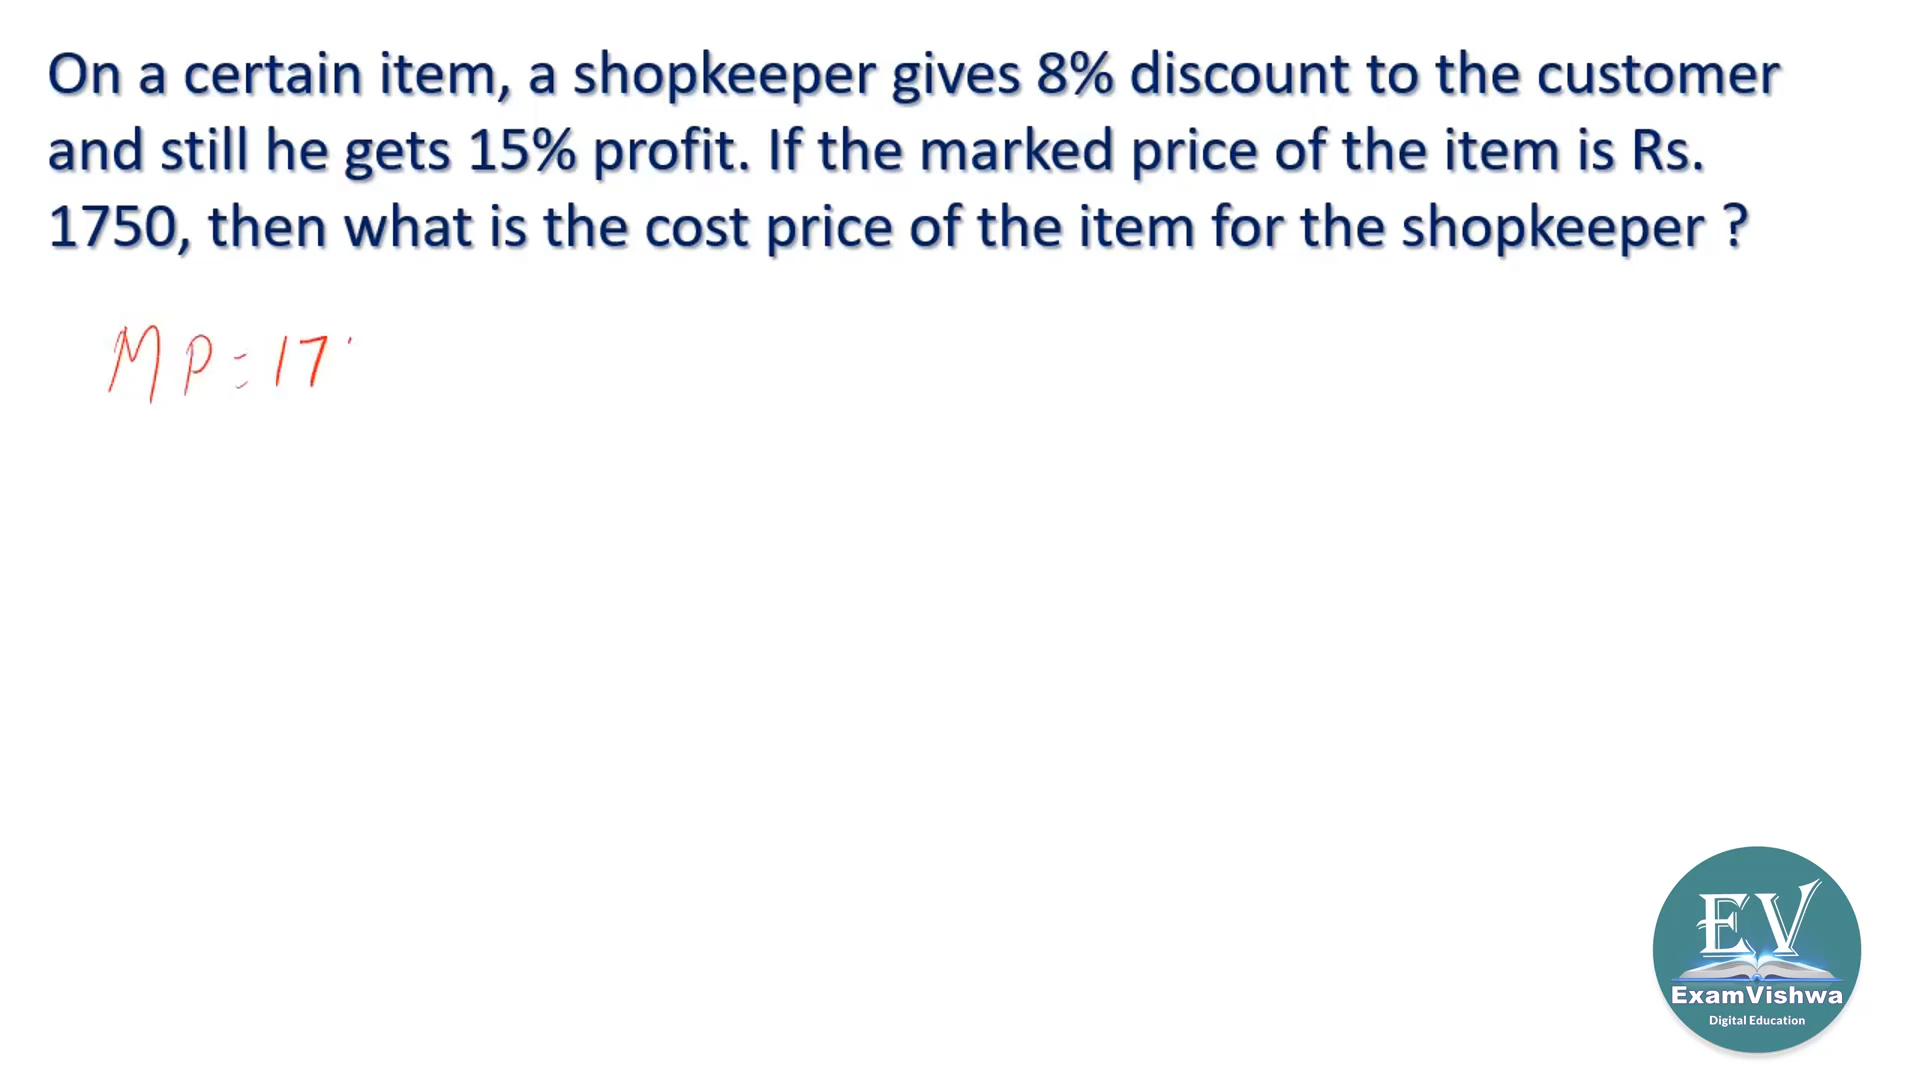 On a certain item, a shopkeeper gives 8% discount to the customer
and still he gets 15% profit. If the marked price of the item is Rs.
1750, then what is the cost price of the item for the shopkeeper ?
MP=17
EV
ExamVishwa
Digital Education